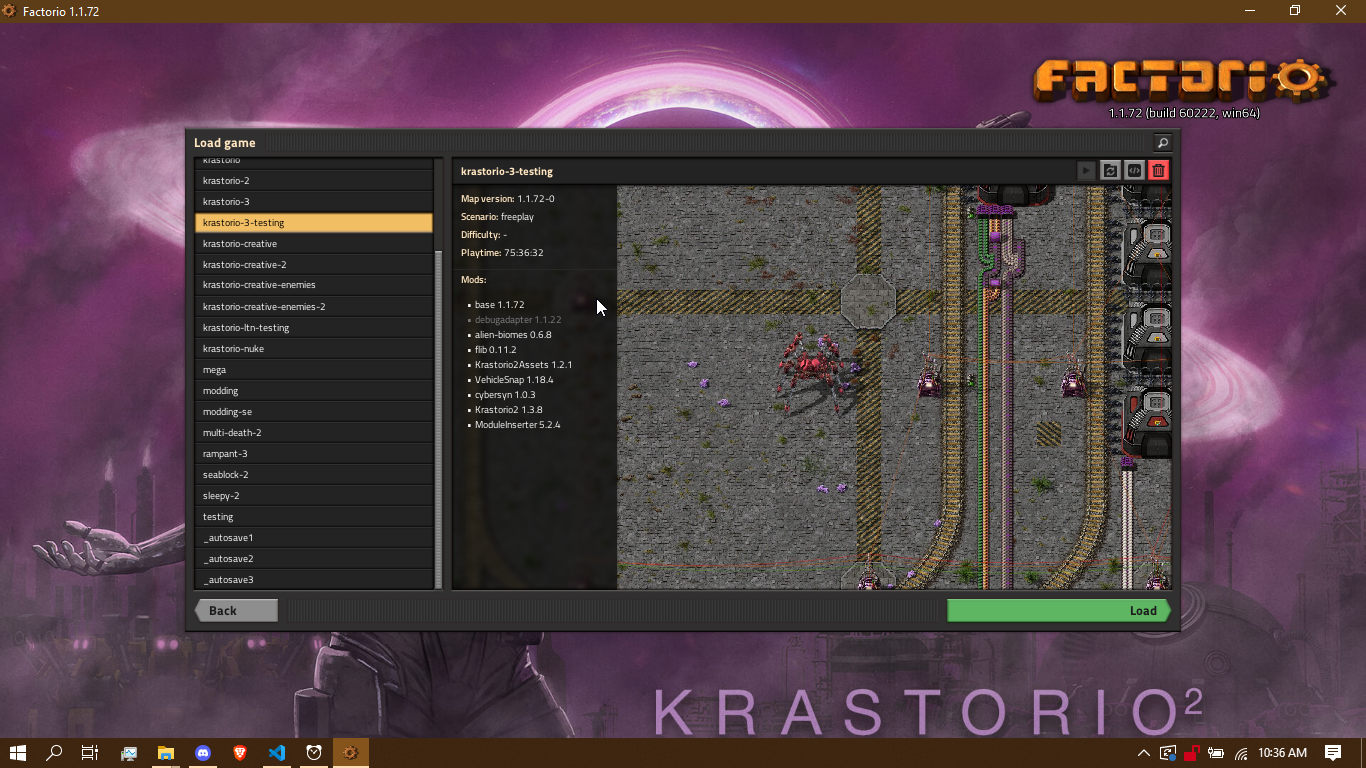 Factorio 1.1.72
FACTORIO
1.1.72 (build 60222, win64)
Load game
krastorio
krastorio-2
krastorio-3
krastorio-3-testing
krastorio-creative
krastorio-creative-2
krastorio-creative-enemies
krastorio-creative-enemies-2
krastorio-ltn-testing
krastorio-nuke
mega
modding
modding-se
multi-death-2
rampant-3
seablock-2
sleepy-2
testing
_autosave1
_autosave2
_autosave3
krastorio-3-testing
Map version: 1.1.72-0
Scenario: freeplay
Difficulty: -
Playtime: 75:36:32
Mods:
▪ base 1.1.72
▪ debugadapter 1.1.22
▪ alien-biomes 0.6.8
▪ flib 0.11.2
▪ Krastorio2Assets 1.2.1
▪ VehicleSnap 1.18.4
▪ cybersyn 1.0.3
▪ Krastorio2 1.3.8
▪ ModuleInserter 5.2.4
Back
Load
KRASTORIO²
10:36 AM